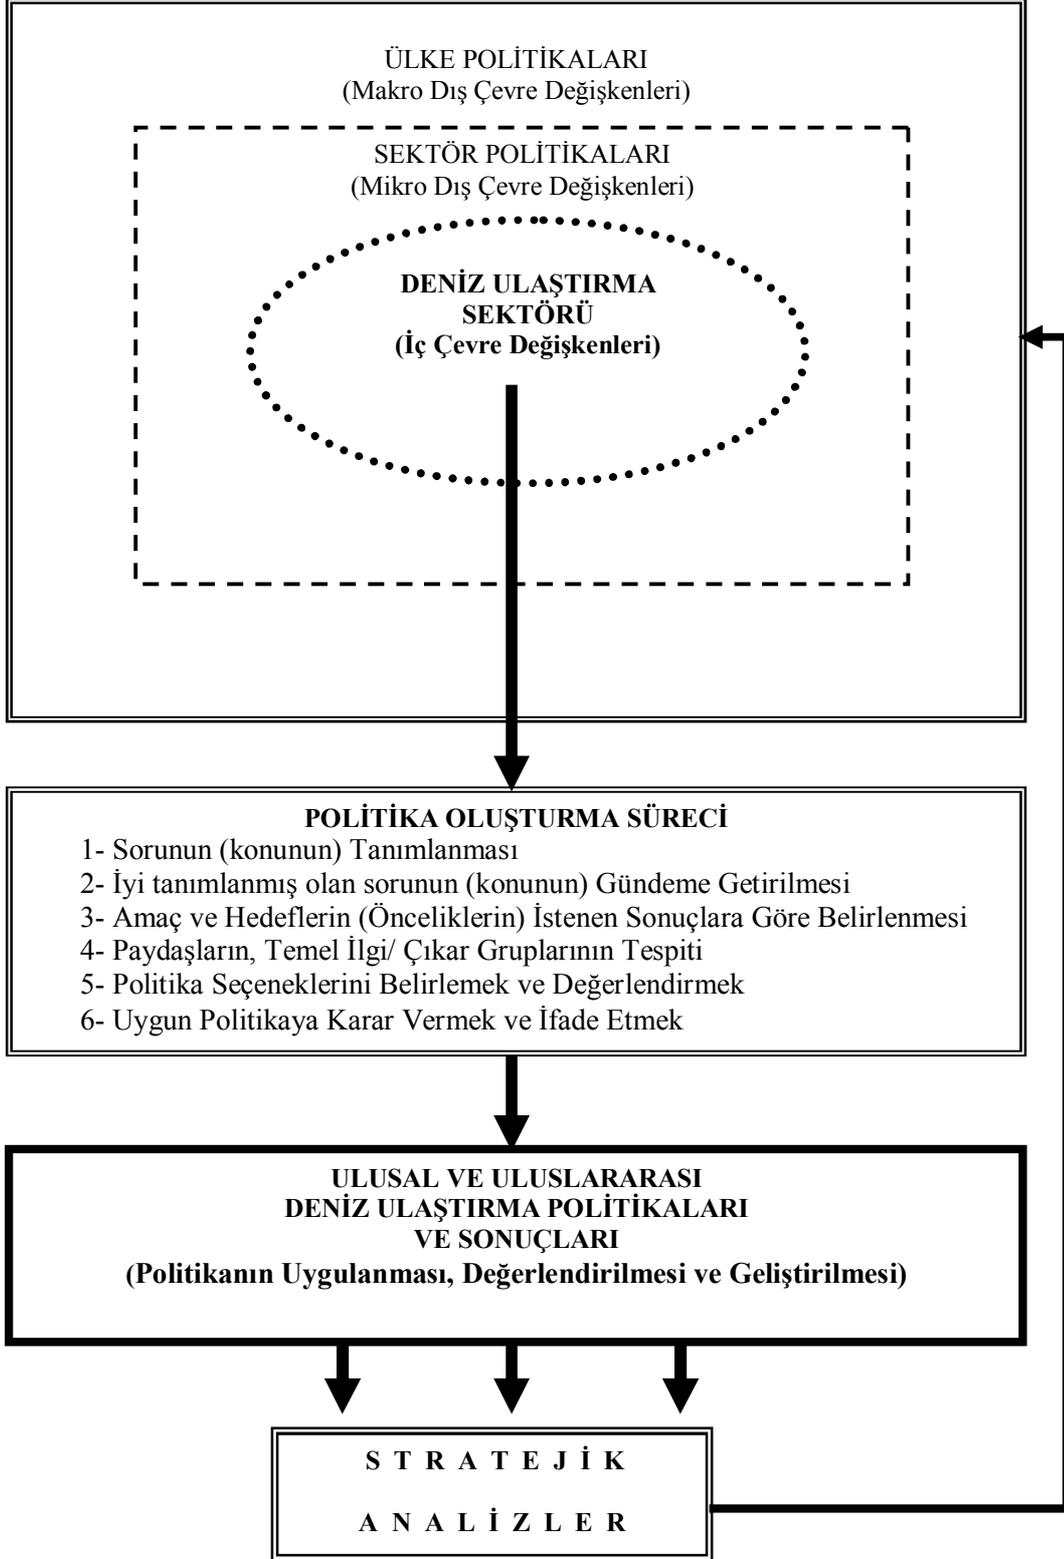 ÜLKE POLİTİKALARI
(Makro Dış Çevre Değişkenleri)
SEKTÖR POLİTİKALARI
(Mikro Dış Çevre Değişkenleri)
DENİZ ULAŞTIRMA
SEKTÖRÜ
(İç Çevre Değişkenleri)
POLİTİKA OLUŞTURMA SÜRECİ
1- Sorunun (konunun) Tanımlanması
2- İyi tanımlanmış olan sorunun (konunun) Gündeme Getirilmesi
3- Amaç ve Hedeflerin (Önceliklerin) İstenen Sonuçlara Göre Belirlenmesi
4- Paydaşların, Temel İlgi/ Çıkar Gruplarının Tespiti
5- Politika Seçeneklerini Belirlemek ve Değerlendirmek
6- Uygun Politikaya Karar Vermek ve İfade Etmek
ULUSAL VE ULUSLARARASI
DENİZ ULAŞTIRMA POLİTİKALARI
VE SONUÇLARI
(Politikanın Uygulanması, Değerlendirilmesi ve Geliştirilmesi)
S T R A T E J İ K
A N A L İ Z L E R